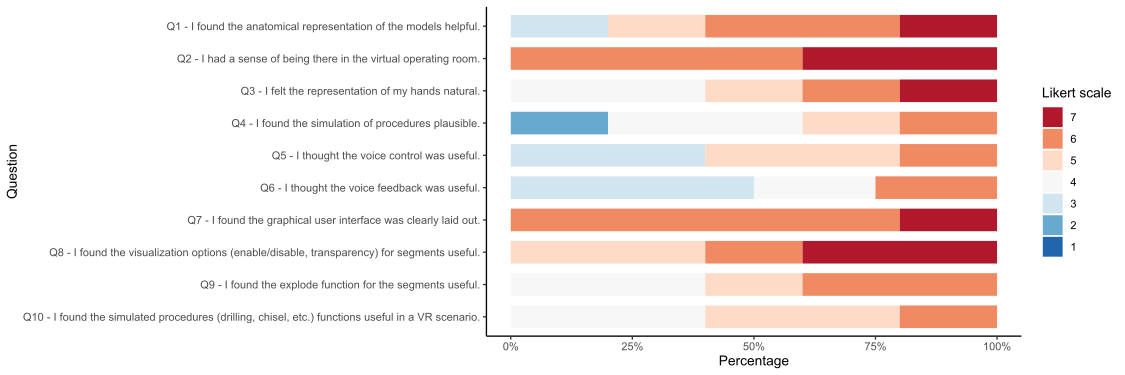 Q1 - I found the anatomical representation of the models helpful.
Q2 - I had a sense of being there in the virtual operating room.
Q3 - I felt the representation of my hands natural.
Q4 - I found the simulation of procedures plausible.
Q5 - I thought the voice control was useful.
Q6 - I thought the voice feedback was useful.
Q7 - I found the graphical user interface was clearly laid out.
Q8 - I found the visualization options (enable/disable, transparency) for segments useful.
Q9 - I found the explode function for the segments useful.
Q10 - I found the simulated procedures (drilling, chisel, etc.) functions useful in a VR scenario.
Question
0%
25%
50%
75%
100%
Percentage
Likert scale
7
6
5
4
3
2
1